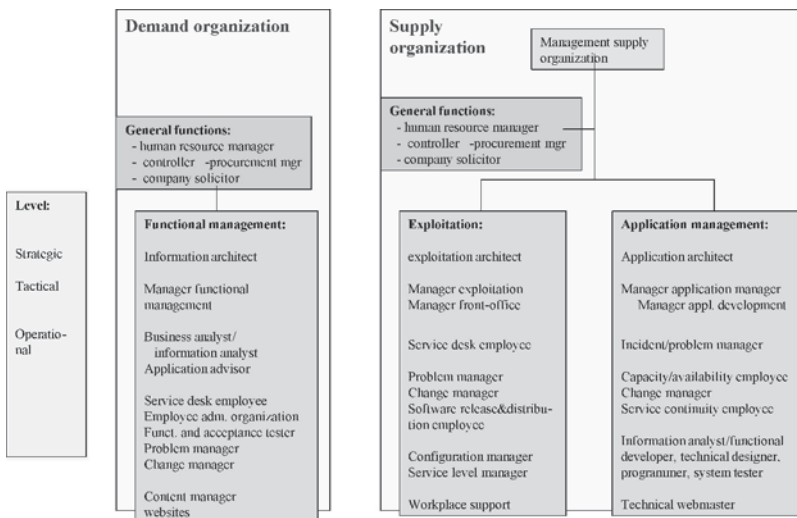 Demand organization
General functions:
- human resource manager
- controller -procurement mgr
- company solicitor
Level:
Strategic
Tactical
Operatio-
nal
Functional management:
Information architect
Manager functional
management
Business analyst/
information analyst
Application advisor
Service desk employee
Employee adm. organization
Funct. and acceptance tester
Problem manager
Change manager
Content manager
websites
Supply
organization
Management supply
organization
General functions:
- human resource manager
- controller -procurement mgr
- company solicitor
Exploitation:
exploitation architect
Manager exploitation
Manager front-office
Service desk employee
Problem manager
Change manager
Software release&distribu-
tion employee
Configuration manager
Service level manager
Workplace support
Application management:
Application architect
Manager application manager
Manager appl. development
Incident/problem manager
Capacity/availability employee
Change manager
Service continuity employee
Information analyst/functional
developer, technical designer,
programmer, system tester
Technical webmaster